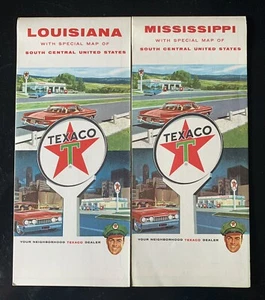 LOUISIANA
WITH SPECIAL MAP OF
SOUTH CENTRAL UNITED STATES
TEXACO
T
YOUR NEIGHBORHOOD TEXACO DEALER
MISSISSIPPI
WITH SPECIAL MAP OF
SOUTH CENTRAL UNITED STATES
TEXACO
T
YOUR NEIGHBORHOOD TEXACO DEALER